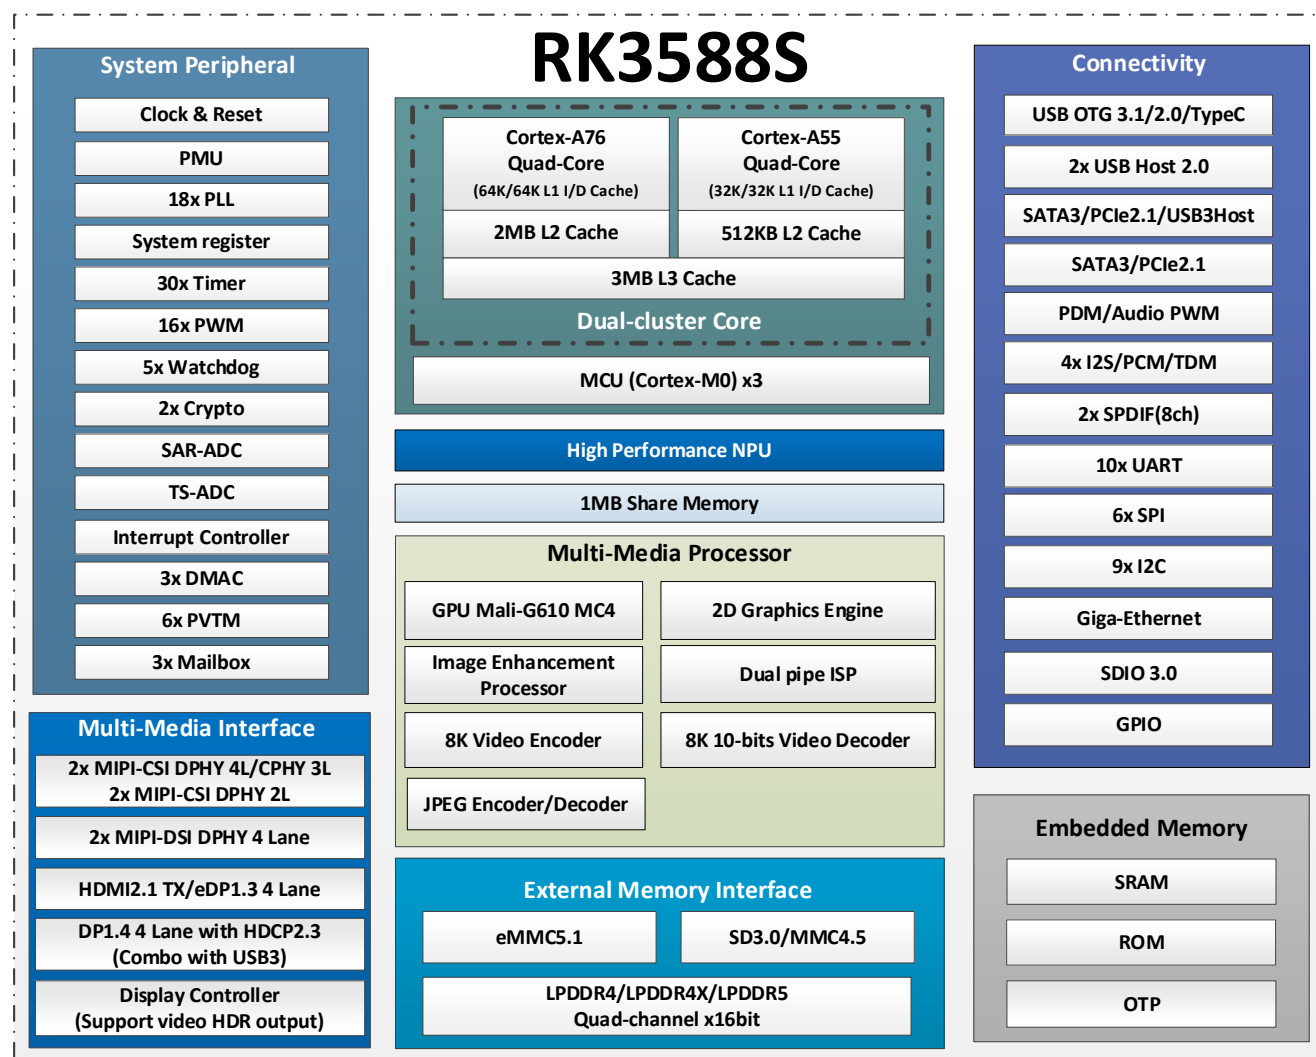 RK3588S
System Peripheral
Clock & Reset
PMU
18x PLL
System register
30x Timer
16x PWM
5x Watchdog
2x Crypto
SAR-ADC
TS-ADC
Interrupt Controller
3x DMAC
6x PVTM
3x Mailbox
Multi-Media Interface
2x MIPI-CSI DPHY 4L/CPHY 3L
2x MIPI-CSI DPHY 2L
2x MIPI-DSI DPHY 4 Lane
HDMI2.1 TX/eDP1.3 4 Lane
DP1.4 4 Lane with HDCP2.3
(Combo with USB3)
Display Controller
(Support video HDR output)
Cortex-A76
Quad-Core
(64K/64K L1 I/D Cache)
2MB L2 Cache
Cortex-A55
Quad-Core
(32K/32K L1 I/D Cache)
512KB L2 Cache
3MB L3 Cache
Dual-cluster Core
MCU (Cortex-M0) x3
High Performance NPU
1MB Share Memory
Multi-Media Processor
GPU Mali-G610 MC4
2D Graphics Engine
Image Enhancement
Processor
Dual pipe ISP
8K Video Encoder
8K 10-bits Video Decoder
JPEG Encoder/Decoder
External Memory Interface
eMMC5.1
SD3.0/MMC4.5
LPDDR4/LPDDR4X/LPDDR5
Quad-channel x16bit
Connectivity
USB OTG 3.1/2.0/TypeC
2x USB Host 2.0
SATA3/PCIe2.1/USB3Host
SATA3/PCIe2.1
PDM/Audio PWM
4x I2S/PCM/TDM
2x SPDIF(8ch)
10x UART
6x SPI
9x I2C
Giga-Ethernet
SDIO 3.0
GPIO
Embedded Memory
SRAM
ROM
OTP